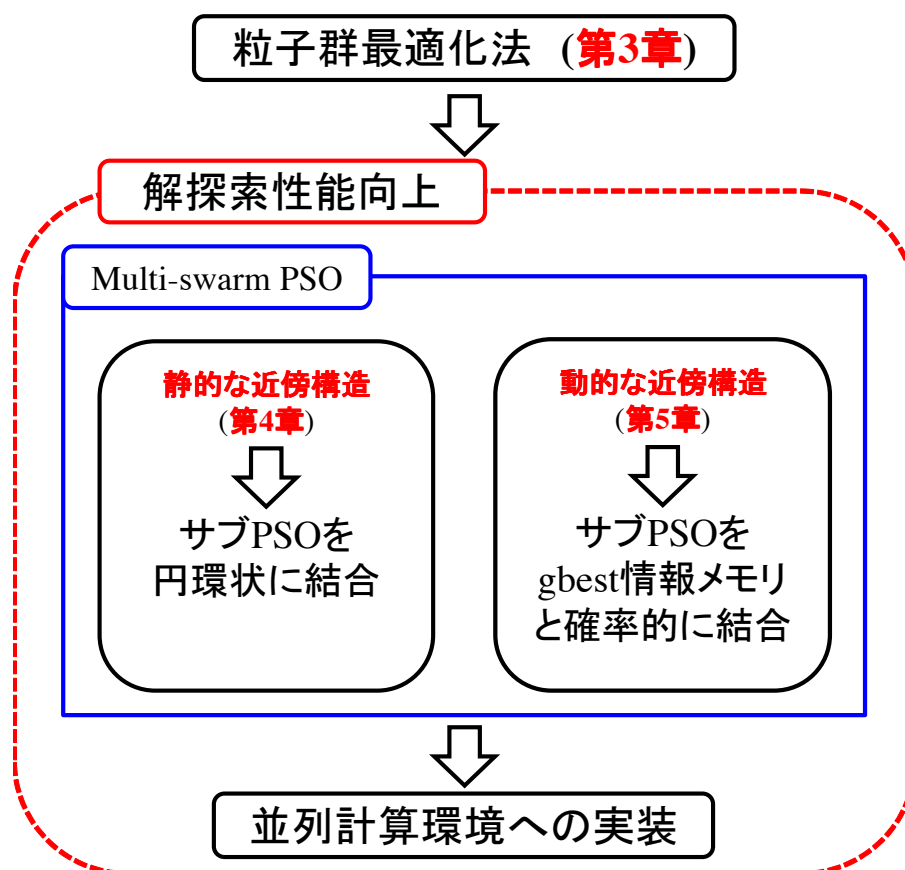 粒子群最適化法 (第3章)
解探索性能向上
Multi-swarm PSO
静的な近傍構造
(第4章)
サブPSOを
円環状に結合
動的な近傍構造
(第5章)
サブPSOを
gbest情報メモリ
と確率的に結合
並列計算環境への実装